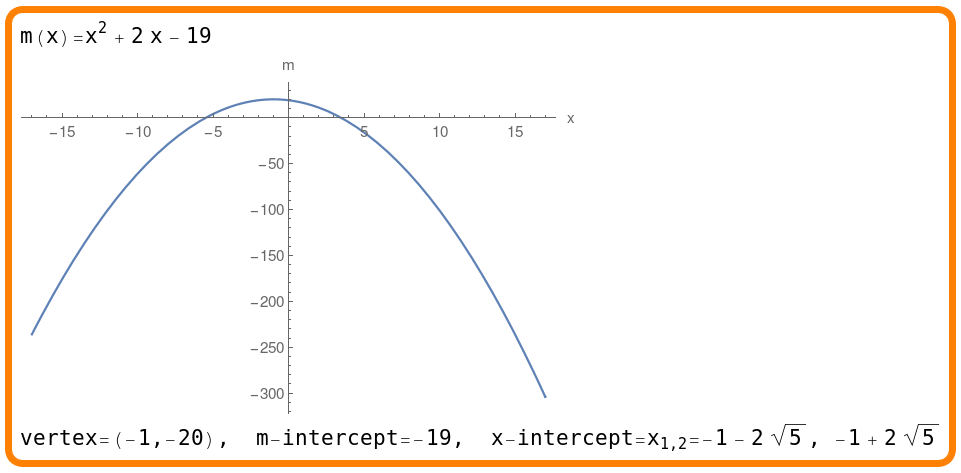 m(x)=x² + 2 x − 19
m
x
−15 −10 −5 5 10 15
−50
−100
−150
−200
−250
−300
vertex=(−1,−20), m−intercept=−19, x−intercept=x₁,₂=−1 − 2 √5, −1 + 2 √5